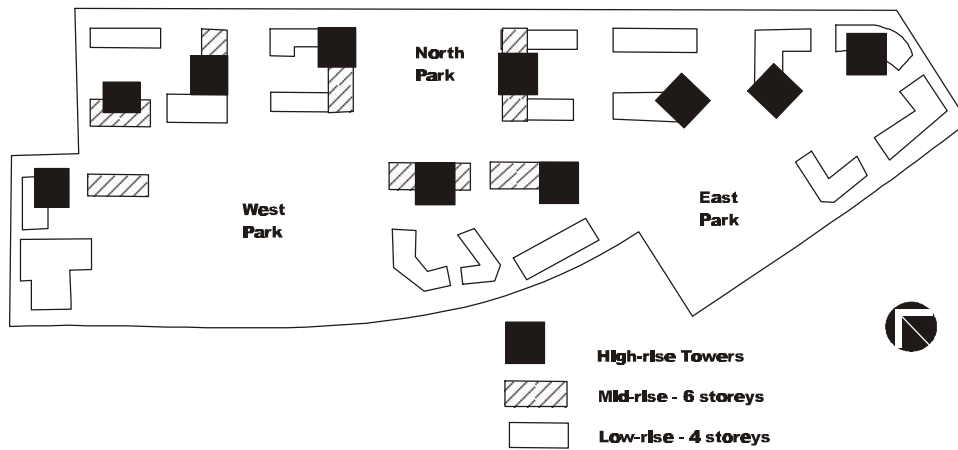 North
Park
West
Park
East
Park
High-rise Towers
Mid-rise - 6 storeys
Low-rise - 4 storeys